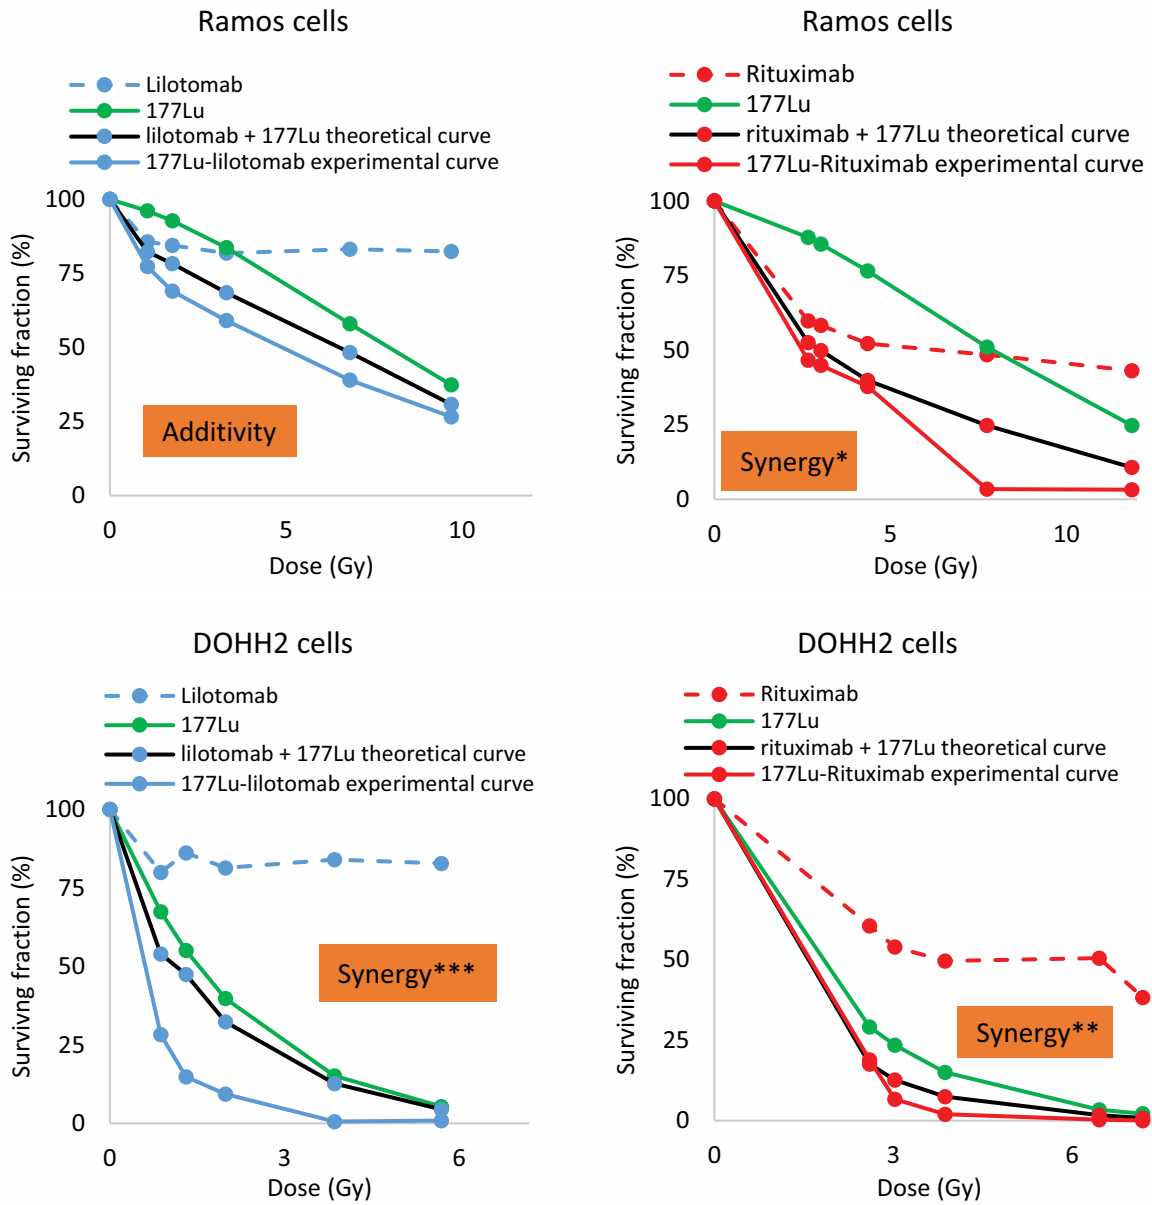 Ramos cells
Lilotomab
177Lu
lilotomab + 177Lu theoretical curve
177Lu-lilotomab experimental curve
Surviving fraction (%)
100
75
50
25
0
Additivity
0 5 10
Dose (Gy)
Ramos cells
Rituximab
177Lu
rituximab + 177Lu theoretical curve
177Lu-Rituximab experimental curve
Surviving fraction (%)
100
75
50
25
0
Synergy*
0 5 10
Dose (Gy)
DOHH2 cells
Lilotomab
177Lu
lilotomab + 177Lu theoretical curve
177Lu-lilotomab experimental curve
Survivng fraction (%)
100
75
50
25
0
Synergy***
0 3 6
Dose (Gy)
DOHH2 cells
Rituximab
177Lu
rituximab + 177Lu theoretical curve
177Lu-Rituximab experimental curve
Surviving fraction (%)
100
75
50
25
0
Synergy**
0 3 6
Dose (Gy)